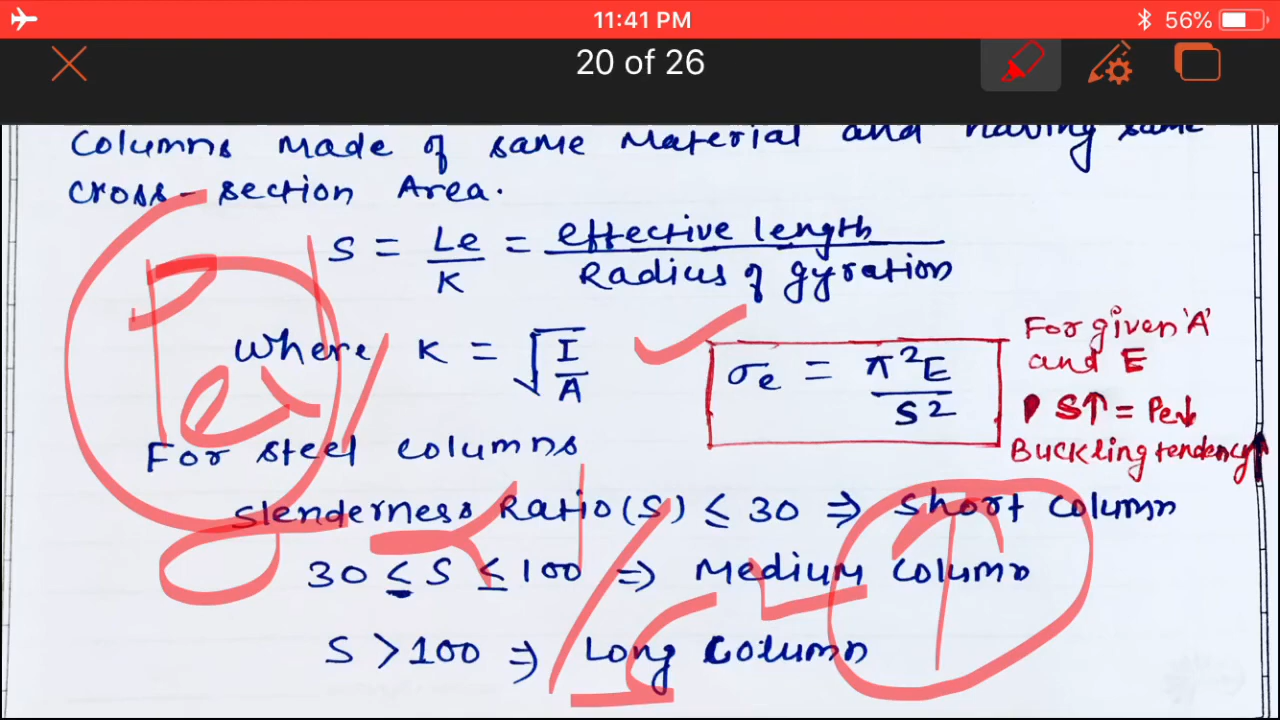 11:41 PM
56%
20 of 26
Columns made of same Material and having same
cross-section Area.
S = Le/K = effective length/Radius of gyration
where K = √(I/A)
σe = π²E/S²
For given 'A'
and E
S↑ = Pe↓
Buckling tendency↑
For steel columns
Slenderness Ratio (S) ≤ 30 ⇒ Short column
30 ≤ S ≤ 100 ⇒ Medium column
S > 100 ⇒ Long Column
Pe